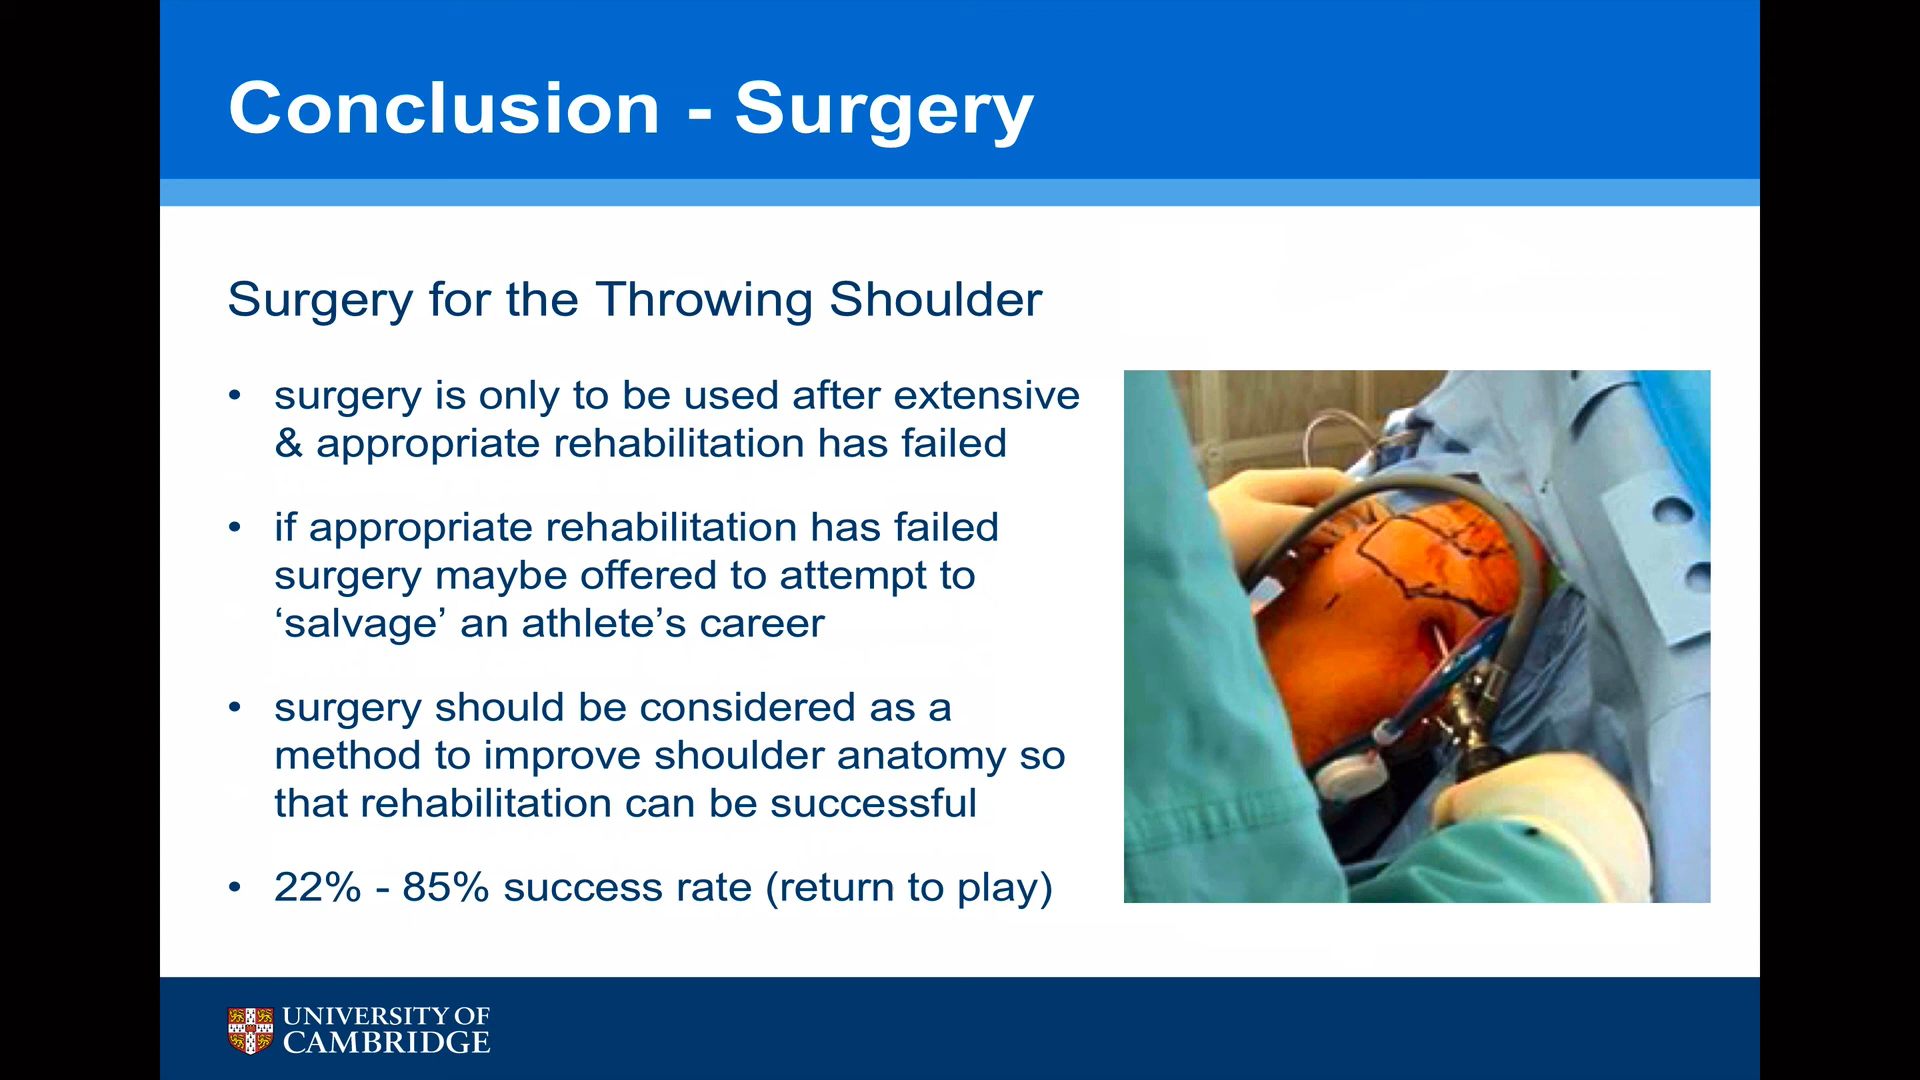 Conclusion - Surgery
Surgery for the Throwing Shoulder
• surgery is only to be used after extensive
& appropriate rehabilitation has failed
• if appropriate rehabilitation has failed
surgery maybe offered to attempt to
‘salvage’ an athlete’s career
• surgery should be considered as a
method to improve shoulder anatomy so
that rehabilitation can be successful
• 22% - 85% success rate (return to play)
UNIVERSITY OF
CAMBRIDGE